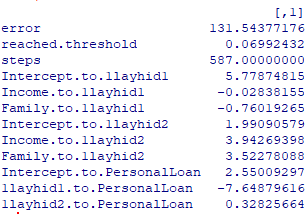 [,1]
error 131.54377176
reached.threshold 0.06992432
steps 587.00000000
Intercept.to.1layhid1 5.77874815
Income.to.1layhid1 -0.02838155
Family.to.1layhid1 -0.76019265
Intercept.to.1layhid2 1.99090579
Income.to.1layhid2 3.94269398
Family.to.1layhid2 3.52278088
Intercept.to.PersonalLoan 2.55009297
1layhid1.to.PersonalLoan -7.64879616
1layhid2.to.PersonalLoan 0.32825664